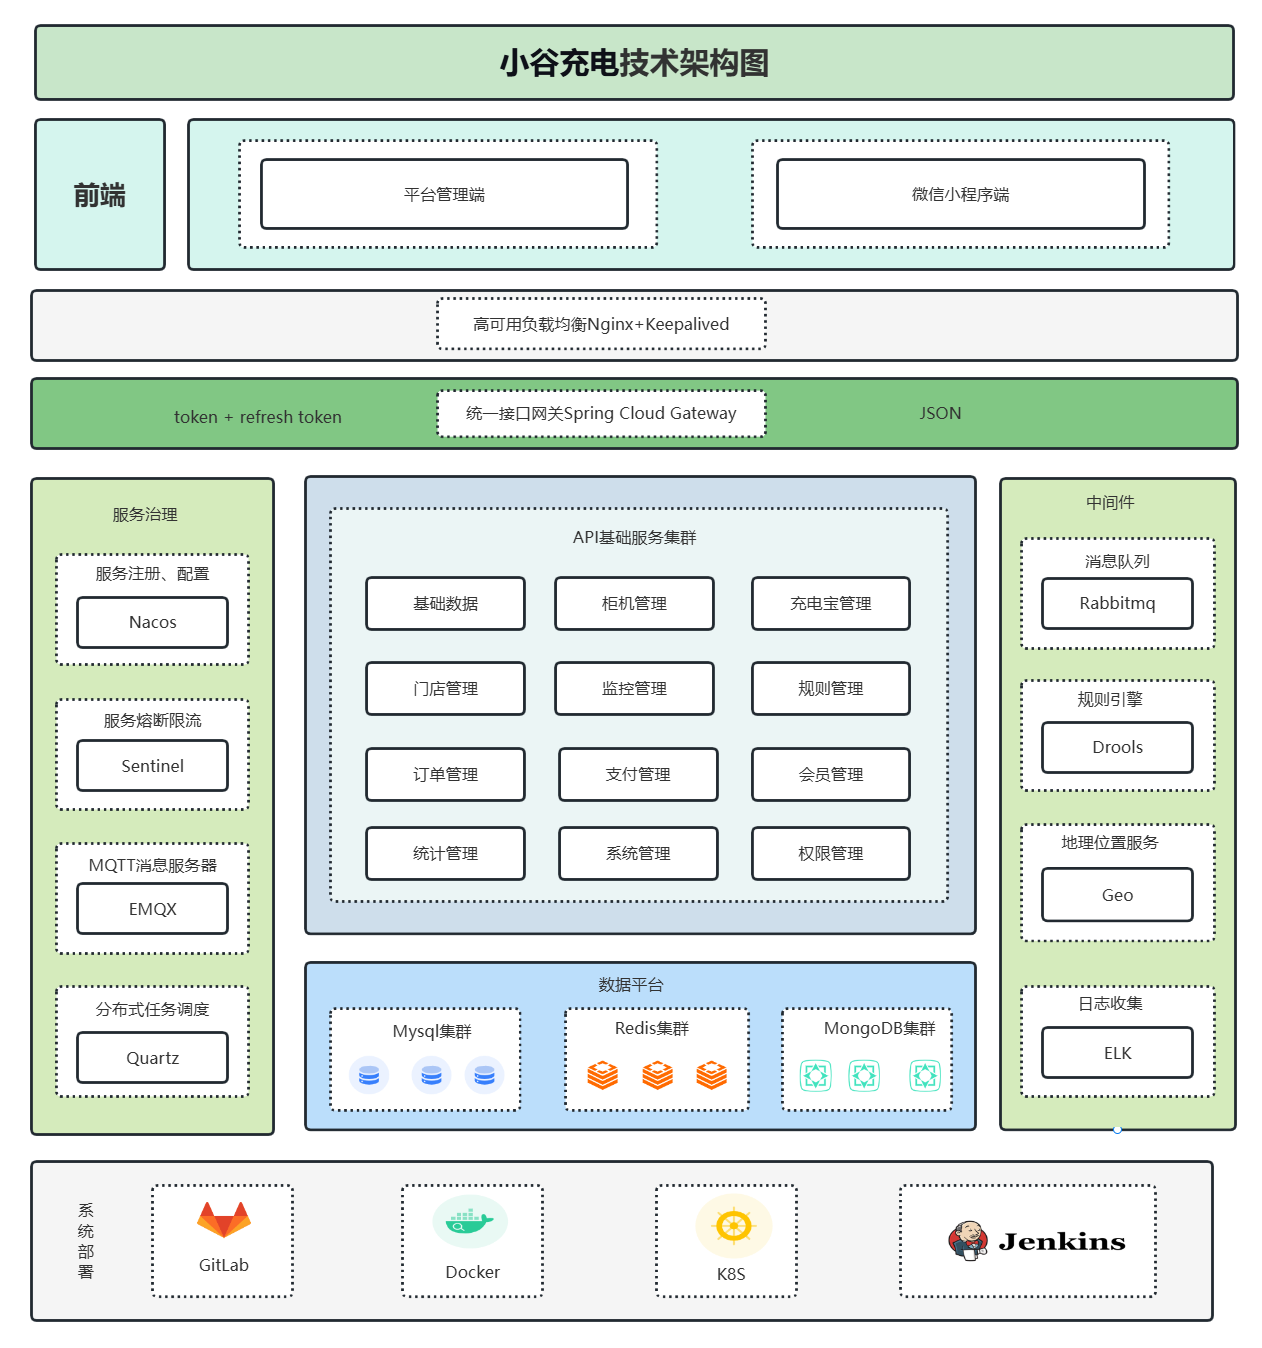 小谷充电技术架构图
前端
平台管理端
微信小程序端
高可用负载均衡Nginx+Keepalived
token + refresh token
统一接口网关Spring Cloud Gateway
JSON
服务治理
服务注册、配置
Nacos
服务熔断限流
Sentinel
MQTT消息服务器
EMQX
分布式任务调度
Quartz
API基础服务集群
基础数据
柜机管理
充电宝管理
门店管理
监控管理
规则管理
订单管理
支付管理
会员管理
统计管理
系统管理
权限管理
数据平台
Mysql集群
Redis集群
MongoDB集群
中间件
消息队列
Rabbitmq
规则引擎
Drools
地理位置服务
Geo
日志收集
ELK
系统部署
GitLab
Docker
K8S
Jenkins